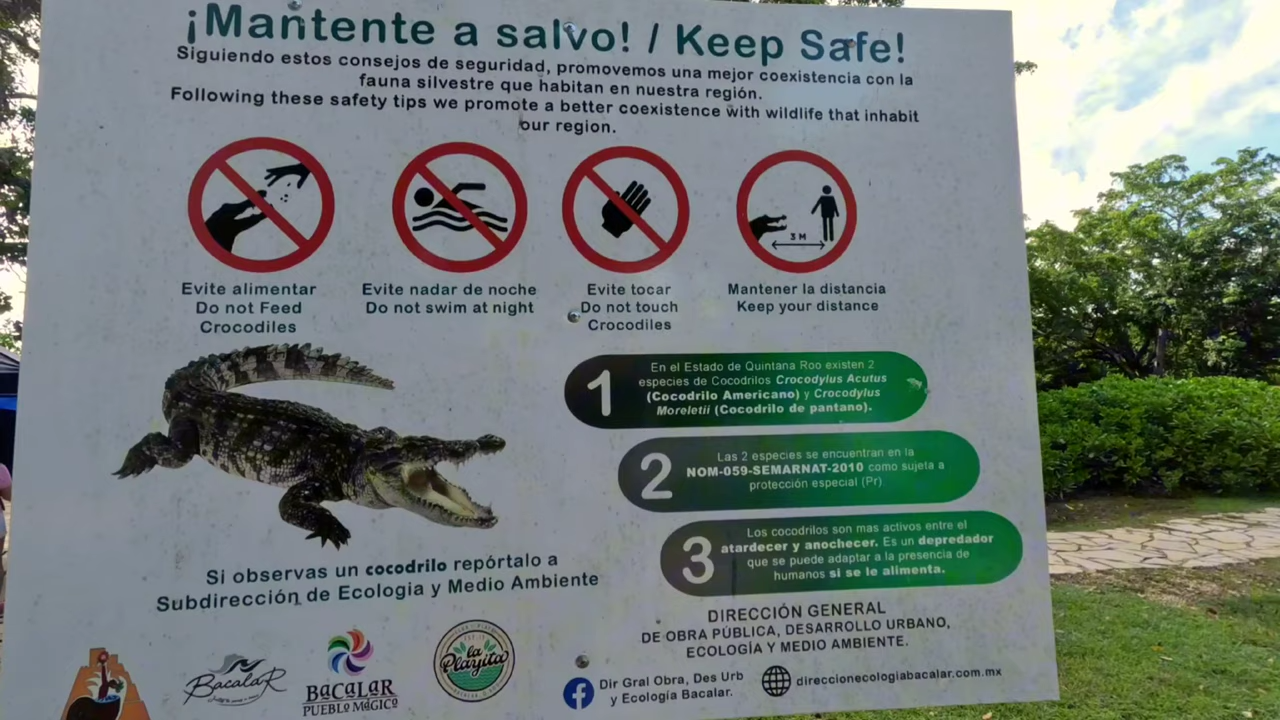 ¡Mantente a salvo! / Keep Safe!
Siguiendo estos consejos de seguridad, promovemos una mejor coexistencia con la
fauna silvestre que habitan en nuestra región.
Following these safety tips we promote a better coexistence with wildlife that inhabit
our region.
3 M
Evite alimentar
Do not Feed
Crocodiles
Evite nadar de noche
Do not swim at night
Evite tocar
Do not touch
Crocodiles
Mantener la distancia
Keep your distance
1
En el Estado de Quintana Roo existen 2
especies de Cocodrilos Crocodylus Acutus
(Cocodrilo Americano) y Crocodylus
Moreletii (Cocodrilo de pantano).
2
Las 2 especies se encuentran en la
NOM-059-SEMARNAT-2010 como sujeta a
protección especial (Pr)
3
Los cocodrilos son mas activos entre el
atardecer y anochecer. Es un depredador
que se puede adaptar a la presencia de
humanos si se le alimenta.
Si observas un cocodrilo repórtalo a
Subdirección de Ecologia y Medio Ambiente
DIRECCIÓN GENERAL
DE OBRA PÚBLICA, DESARROLLO URBANO,
ECOLOGÍA Y MEDIO AMBIENTE.
Bacalar
BACALAR
PUEBLO MÁGICO
la
Playita
Dir Gral Obra, Des Urb
y Ecología Bacalar.
direccionecologiabacalar.com.mx